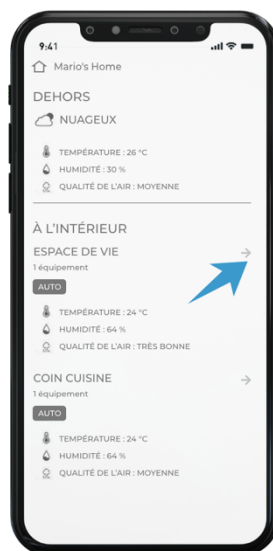 9:41
Mario's Home
DEHORS
NUAGEUX
TEMPÉRATURE : 26 °C
HUMIDITÉ : 30 %
QUALITÉ DE L'AIR : MOYENNE
À L'INTÉRIEUR
ESPACE DE VIE
1 équipement
AUTO
TEMPÉRATURE : 24 °C
HUMIDITÉ : 64 %
QUALITÉ DE L'AIR : TRÈS BONNE
COIN CUISINE
1 équipement
AUTO
TEMPÉRATURE : 24 °C
HUMIDITÉ : 64 %
QUALITÉ DE L'AIR : MOYENNE